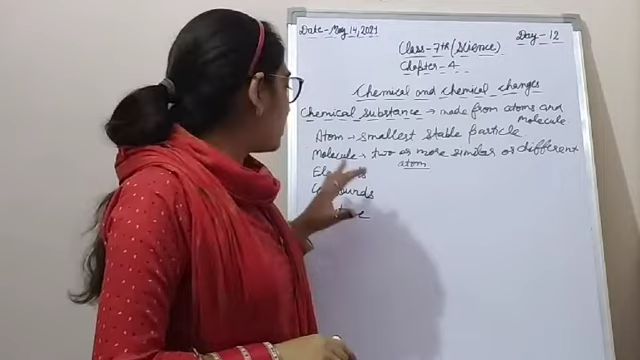 Date - May 14, 2021
Day - 12
Class - 7th (Science)
Chapter - 4
Chemical and chemical changes
Chemical substance → made from atoms and
Molecule
Atom → smallest stable particle
Molecule → two or more similar or different
atom